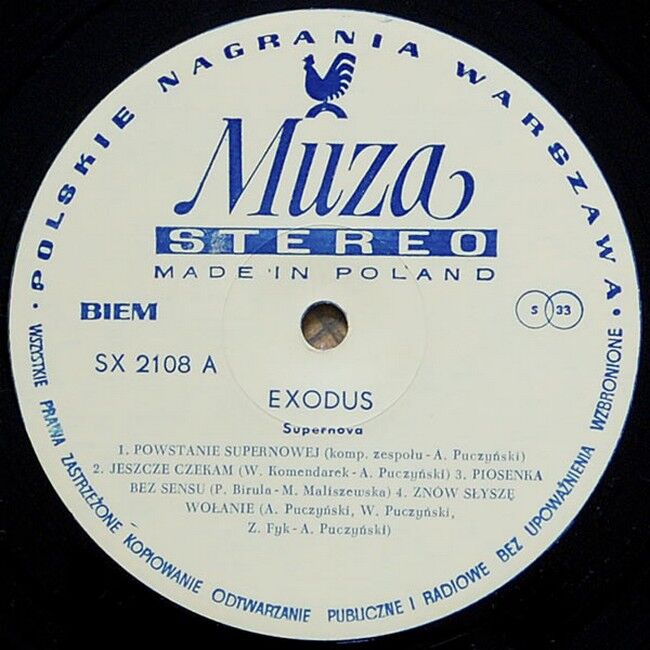 POLSKIE NAGRANIA WARSZAWA
Muza
STEREO
MADE IN POLAND
BIEM
S 33
SX 2108 A
EXODUS
Supernova
1. POWSTANIE SUPERNOWEJ (komp. zespołu - A. Puczyński)
2. JESZCZE CZEKAM (W. Komendarek - A. Puczyński) 3. PIOSENKA
BEZ SENSU (P. Birula - M. Maliszewska) 4. ZNÓW SŁYSZĘ
WOŁANIE (A. Puczyński, W. Puczyński,
Z. Fyk - A. Puczyński)
• WSZYSTKIE PRAWA ZASTRZEŻONE KOPIOWANIE ODTWARZANIE PUBLICZNE I RADIOWE BEZ UPOWAŻNIENIA WZBRONIONE •